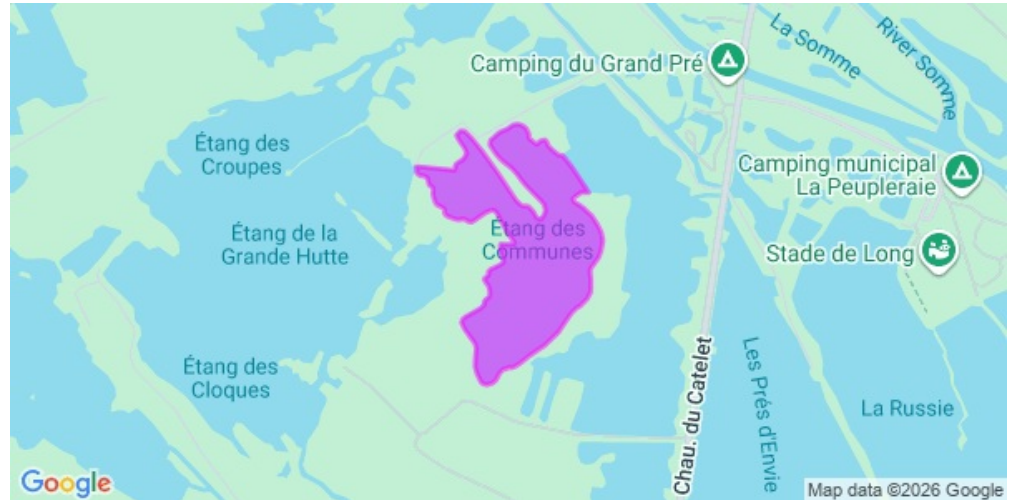 Camping du Grand Pré
La Somme
River Somme
Étang des
Croupes
Camping municipal
La Peupleraie
Étang de la
Grande Hutte
Étang des
Communes
Stade de Long
Étang des
Cloques
Chau. du Catelet
Les Prés d'Envie
La Russie
Google
Map data ©2026 Google